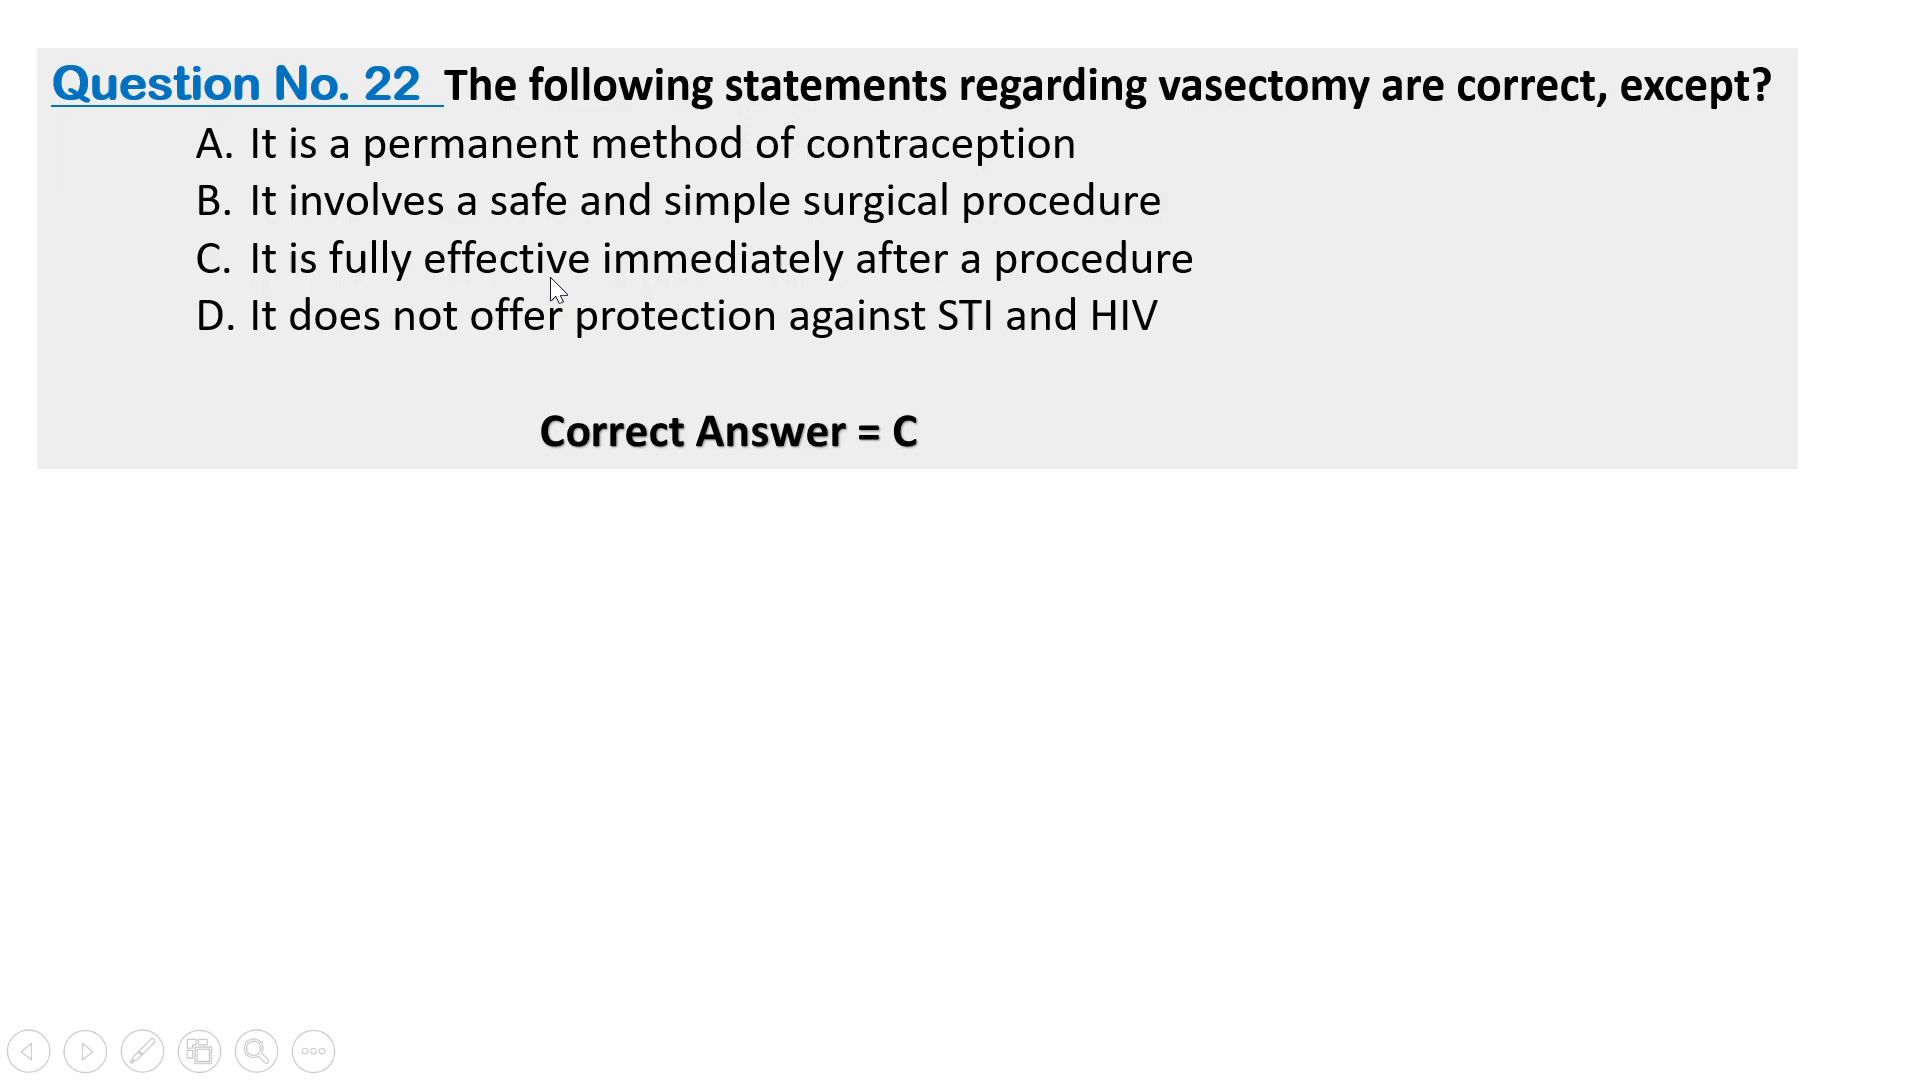 Question No. 22 The following statements regarding vasectomy are correct, except?
A. It is a permanent method of contraception
B. It involves a safe and simple surgical procedure
C. It is fully effective immediately after a procedure
D. It does not offer protection against STI and HIV
Correct Answer = C